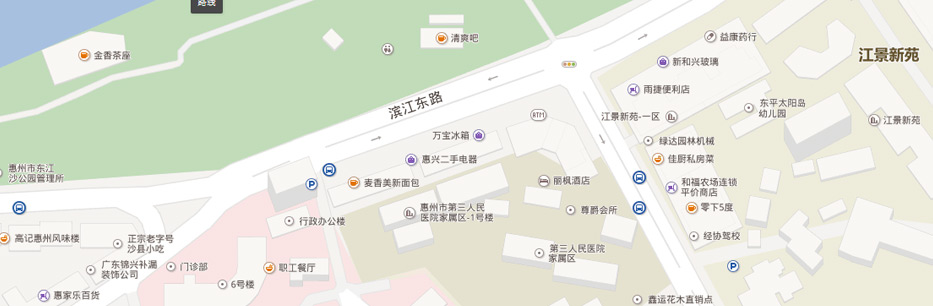 路线
清爽吧
益康药行
金香茶座
江景新苑
新和兴玻璃
雨捷便利店
滨江东路
东平太阳岛
幼儿园
ATM
江景新苑-一区
江景新苑
万宝冰箱
绿达园林机械
惠兴二手电器
佳厨私房菜
惠州市东江
沙公园管理所
P
麦香美新面包
丽枫酒店
和福农场连锁
平价商店
惠州市第三人民
医院家属区-1号楼
尊爵会所
零下5度
行政办公楼
高记惠州风味楼
正宗老字号
沙县小吃
经协驾校
第三人民医院
家属区
广东锦兴补漏
装饰公司
门诊部
职工餐厅
P
6号楼
惠家乐百货
鑫运花木直销点